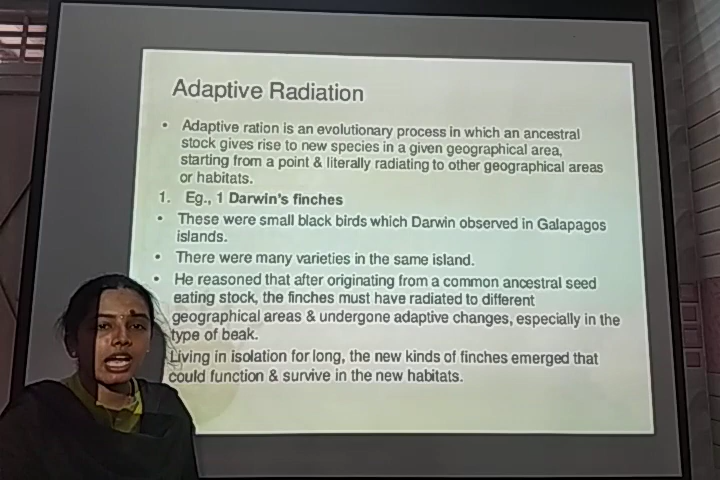 Adaptive Radiation
• Adaptive ration is an evolutionary process in which an ancestral
stock gives rise to new species in a given geographical area,
starting from a point & literally radiating to other geographical areas
or habitats.
1. Eg., 1 Darwin's finches
• These were small black birds which Darwin observed in Galapagos
islands.
• There were many varieties in the same island.
• He reasoned that after originating from a common ancestral seed
eating stock, the finches must have radiated to different
geographical areas & undergone adaptive changes, especially in the
type of beak.
Living in isolation for long, the new kinds of finches emerged that
could function & survive in the new habitats.